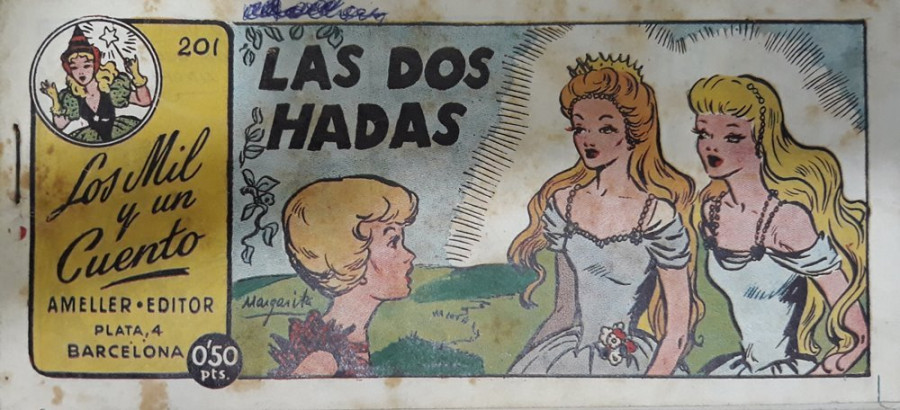 201
Los Mil
y un
Cuento
AMELLER • EDITOR
PLATA, 4
BARCELONA
0'50
pts.
LAS DOS
HADAS
Margarita